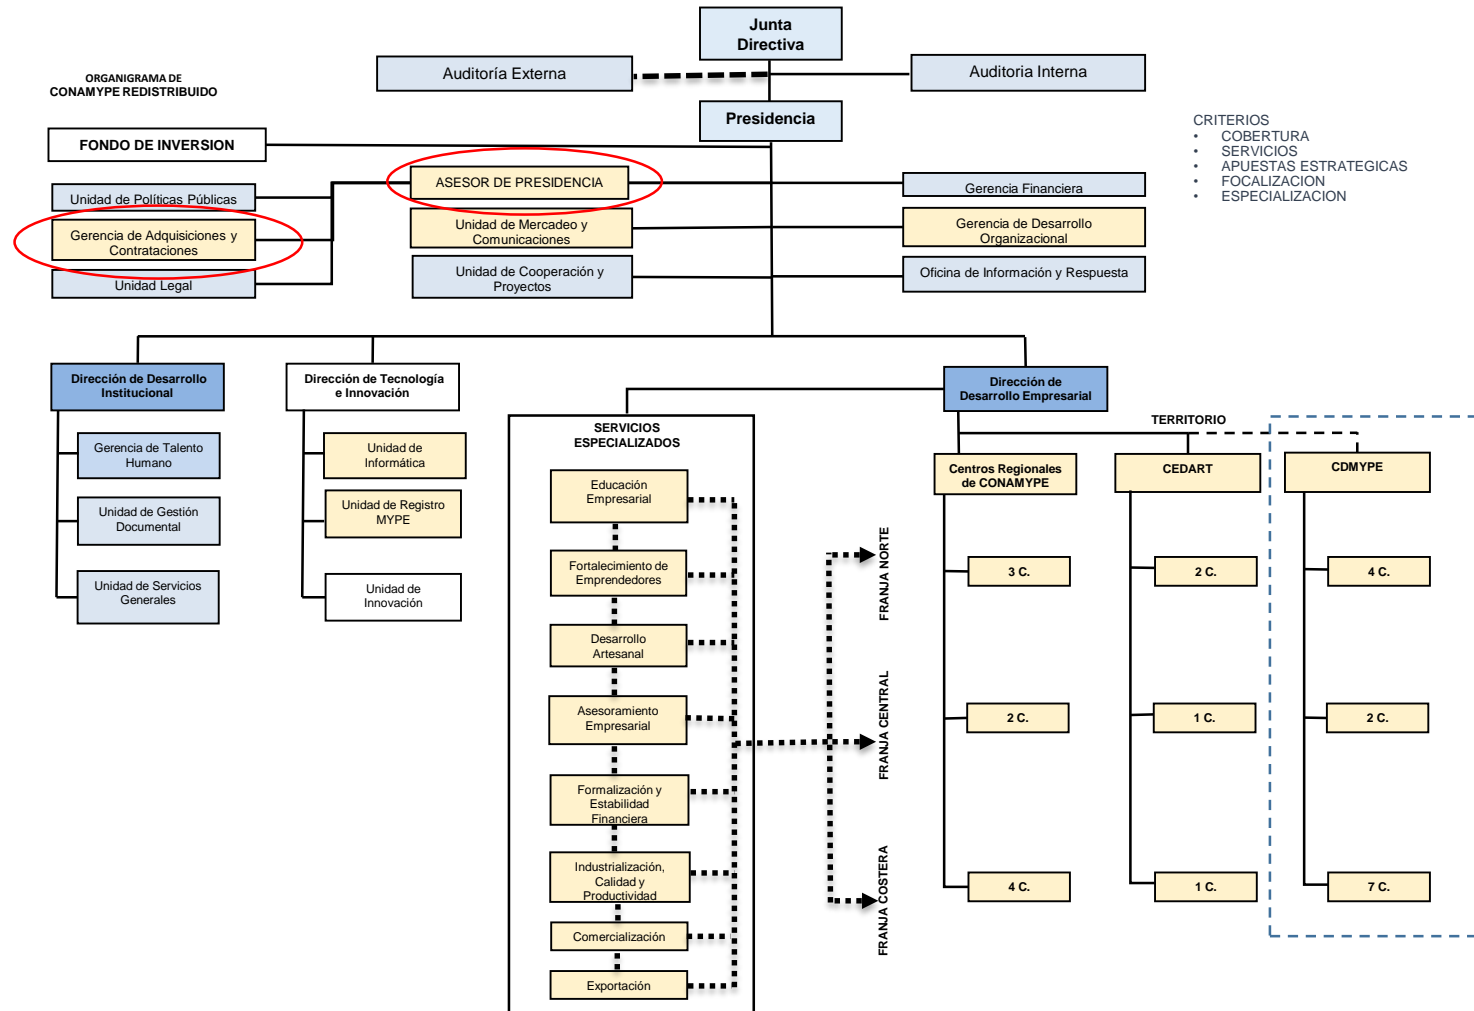 Junta
Directiva
Auditoría Externa
Auditoria Interna
ORGANIGRAMA DE
CONAMYPE REDISTRIBUIDO
Presidencia
CRITERIOS
• COBERTURA
• SERVICIOS
• APUESTAS ESTRATEGICAS
• FOCALIZACION
• ESPECIALIZACION
FONDO DE INVERSION
ASESOR DE PRESIDENCIA
Unidad de Políticas Públicas
Gerencia Financiera
Gerencia de Adquisiciones y
Contrataciones
Unidad de Mercadeo y
Comunicaciones
Gerencia de Desarrollo
Organizacional
Unidad Legal
Unidad de Cooperación y
Proyectos
Oficina de Información y Respuesta
Dirección de Desarrollo
Institucional
Dirección de Tecnología
e Innovación
Dirección de
Desarrollo Empresarial
Gerencia de Talento
Humano
Unidad de Gestión
Documental
Unidad de Servicios
Generales
Unidad de
Informática
Unidad de Registro
MYPE
Unidad de
Innovación
SERVICIOS
ESPECIALIZADOS
Educación
Empresarial
Fortalecimiento de
Emprendedores
Desarrollo
Artesanal
Asesoramiento
Empresarial
Formalización y
Estabilidad
Financiera
Industrialización,
Calidad y
Productividad
Comercialización
Exportación
FRANJA NORTE
FRANJA CENTRAL
FRANJA COSTERA
TERRITORIO
Centros Regionales
de CONAMYPE
CEDART
CDMYPE
3 C.
2 C.
4 C.
2 C.
1 C.
2 C.
4 C.
1 C.
7 C.